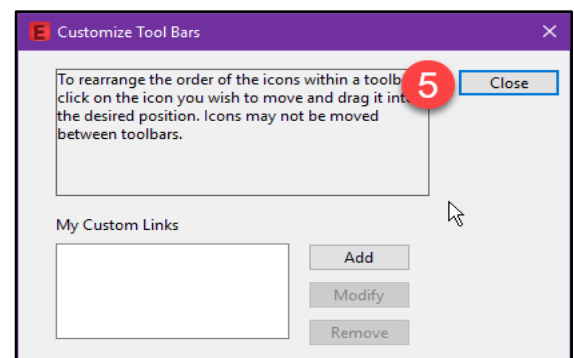 E Customize Tool Bars
To rearrange the order of the icons within a
click on the icon you wish to move and drag it
the desired position. Icons may not be moved
between toolbars.
5
Close
My Custom Links
Add
Modify
Remove